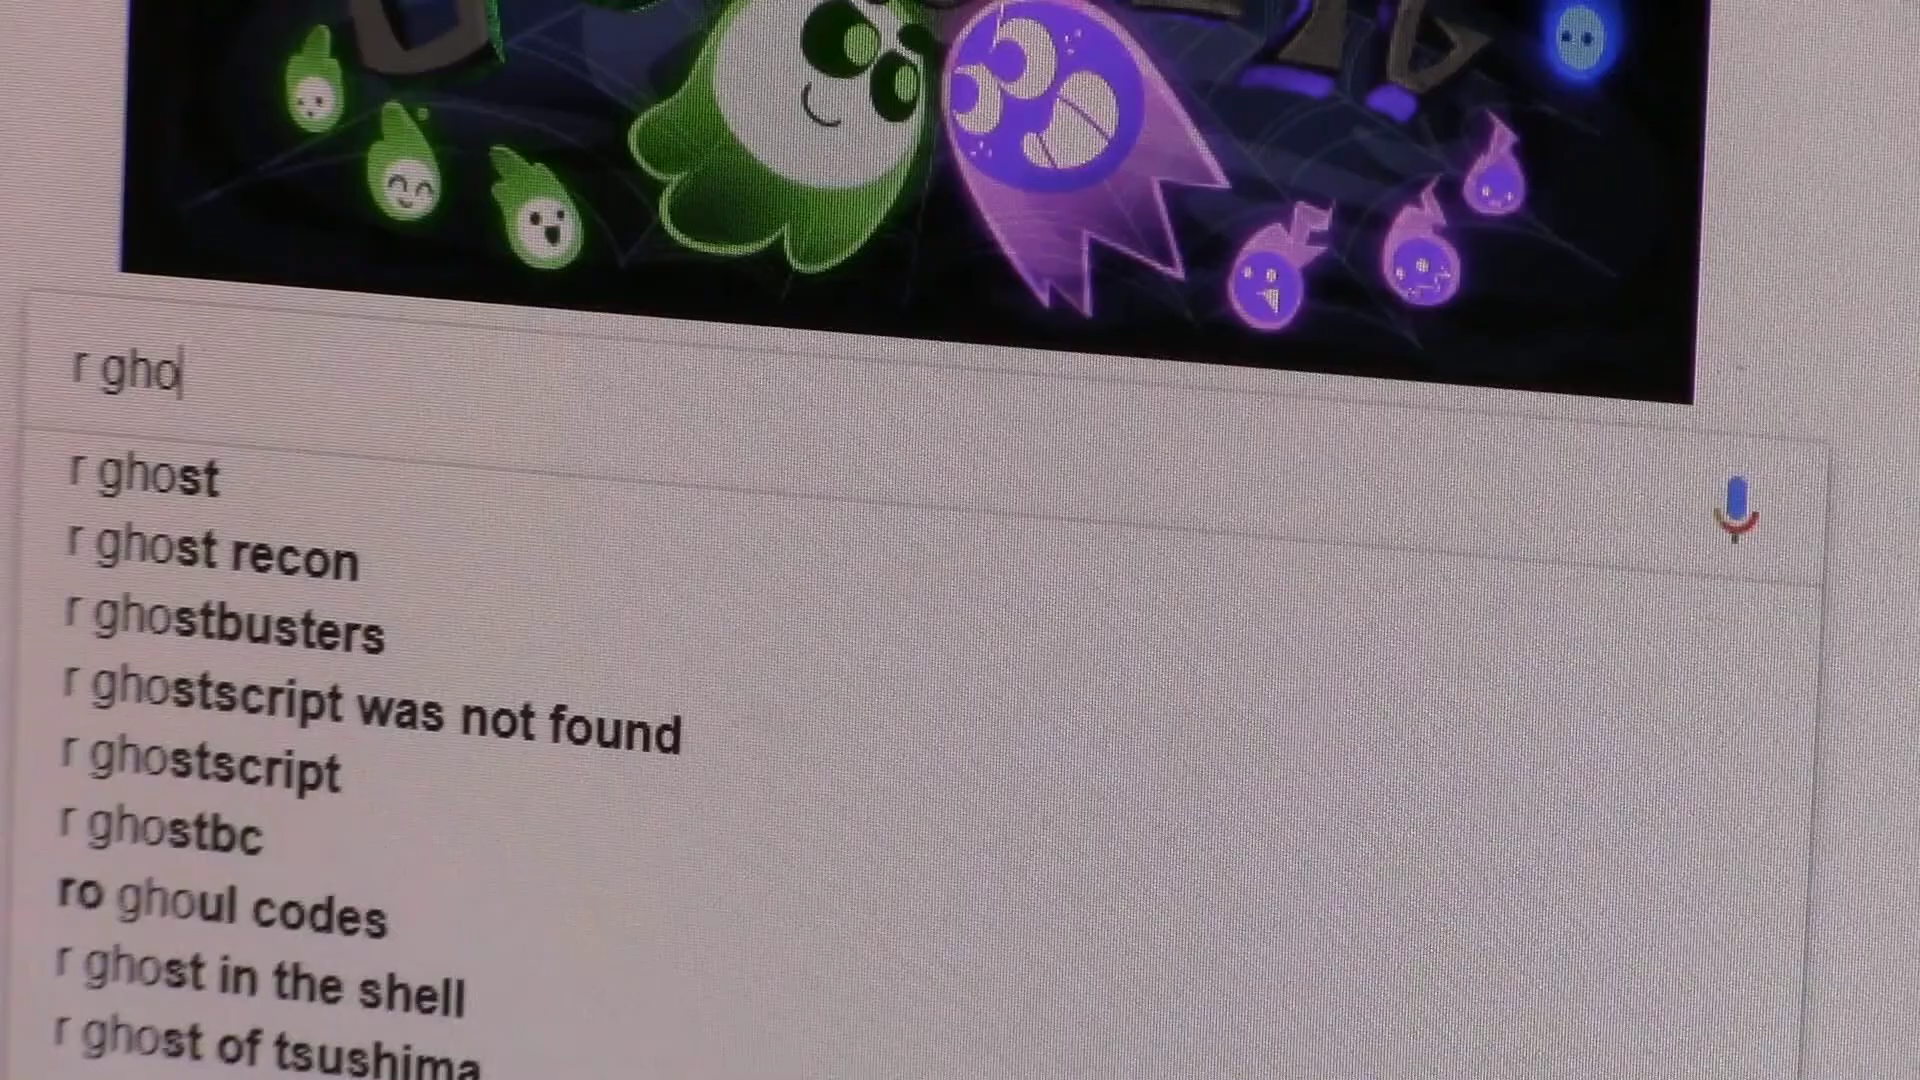 r gho
r ghost
r ghost recon
r ghostbusters
r ghostscript was not found
r ghostscript
r ghostbc
ro ghoul codes
r ghost in the shell
r ghost of tsushima